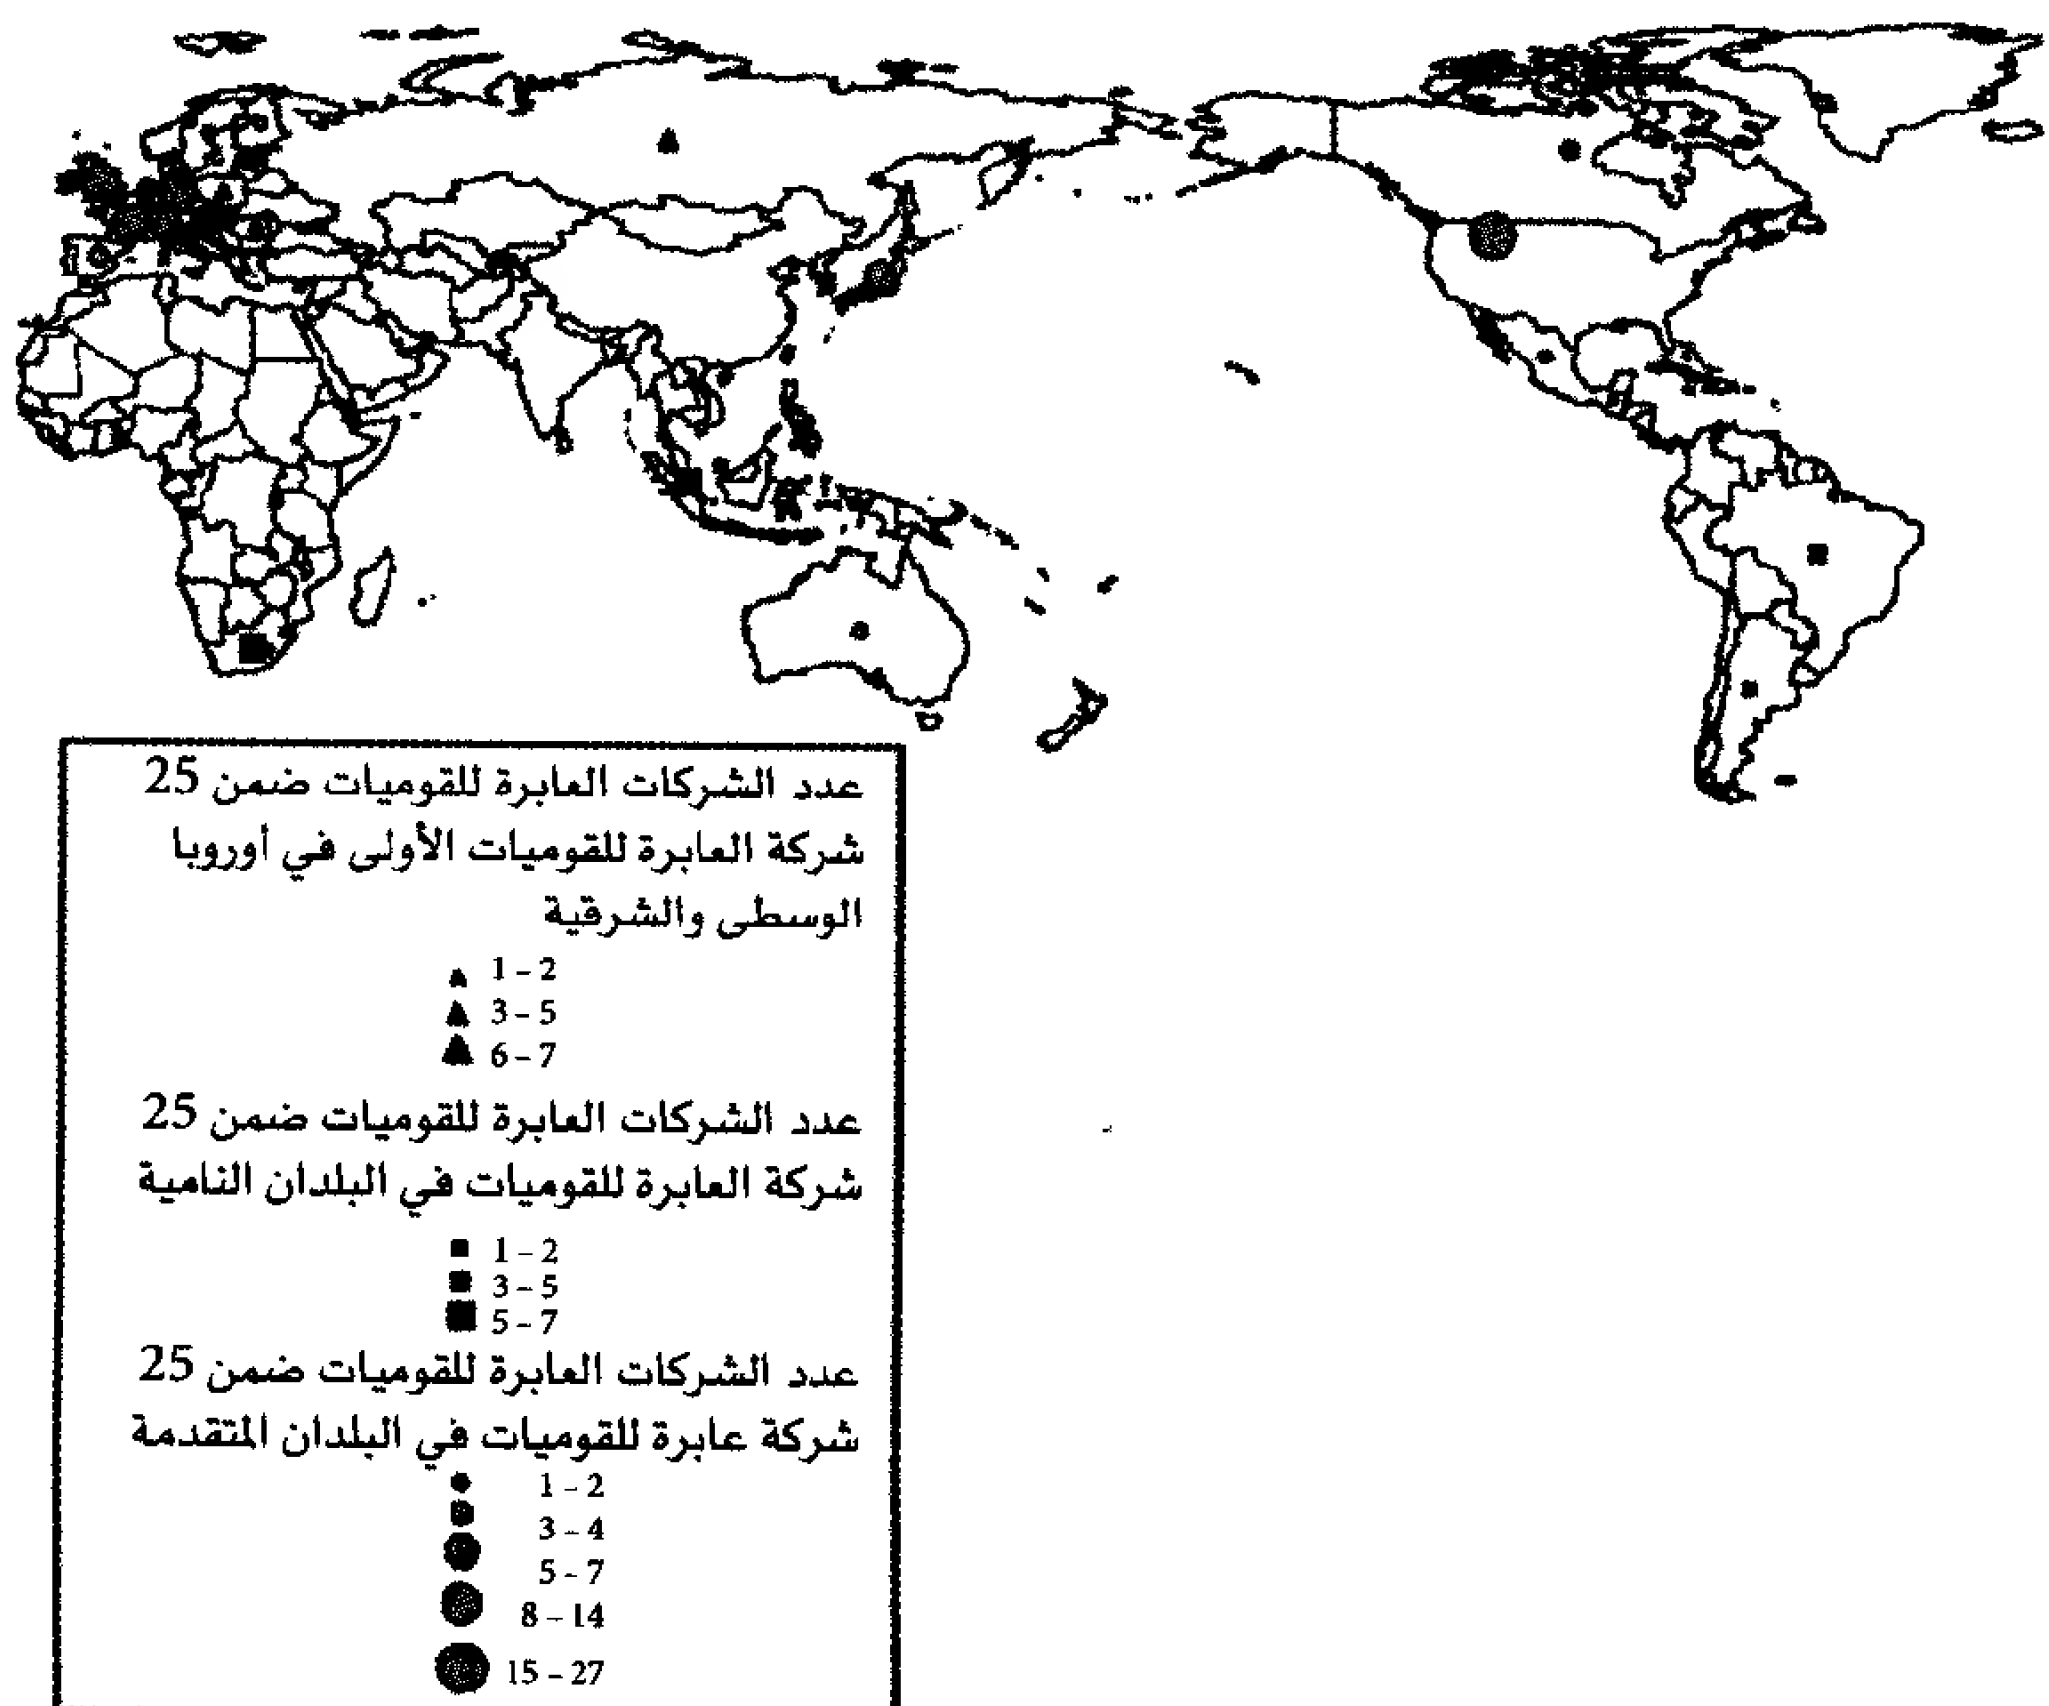 عدد الشركات العابرة للقوميات ضمن 25
شركة العابرة للقوميات الأولى في أوروبا
الوسطى والشرقية
1 – 2
3 – 5
6 – 7
عدد الشركات العابرة للقوميات ضمن 25
شركة العابرة للقوميات في البلدان النامية
1 – 2
3 – 5
5 – 7
عدد الشركات العابرة للقوميات ضمن 25
شركة عابرة للقوميات في البلدان المتقدمة
1 – 2
3 – 4
5 – 7
8 – 14
15 – 27